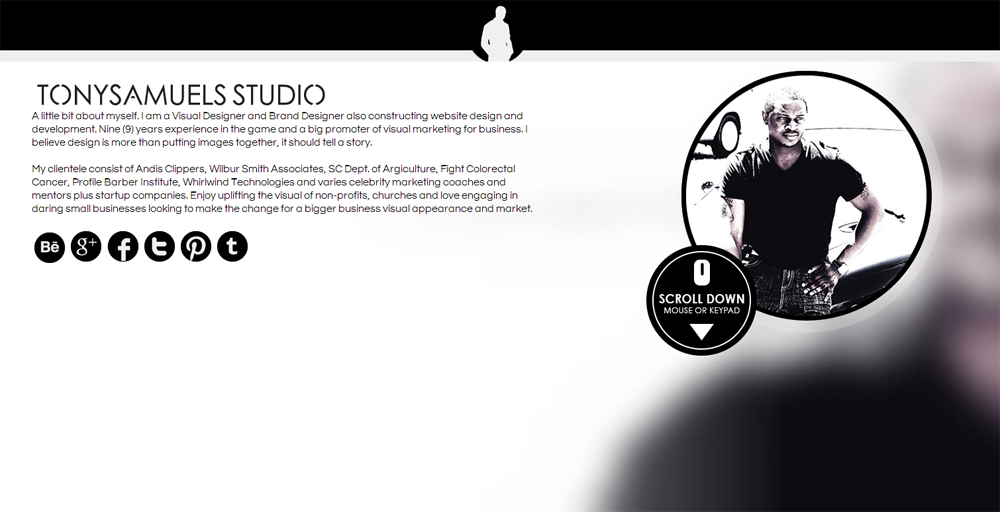 TONYSAMUELS STUDIO
A little bit about myself. I am a Visual Designer and Brand Designer also constructing website design and
development. Nine (9) years experience in the game and a big promoter of visual marketing for business. I
believe design is more than putting images together, it should tell a story.
My clientele consist of Andis Clippers, Wilbur Smith Associates, SC Dept. of Argiculture, Fight Colorectal
Cancer, Profile Barber Institute, Whirlwind Technologies and varies celebrity marketing coaches and
mentors plus startup companies. Enjoy uplifting the visual of non-profits, churches and love engaging in
daring small businesses looking to make the change for a bigger business visual appearance and market.
Bē g+ f t P t
SCROLL DOWN
MOUSE OR KEYPAD